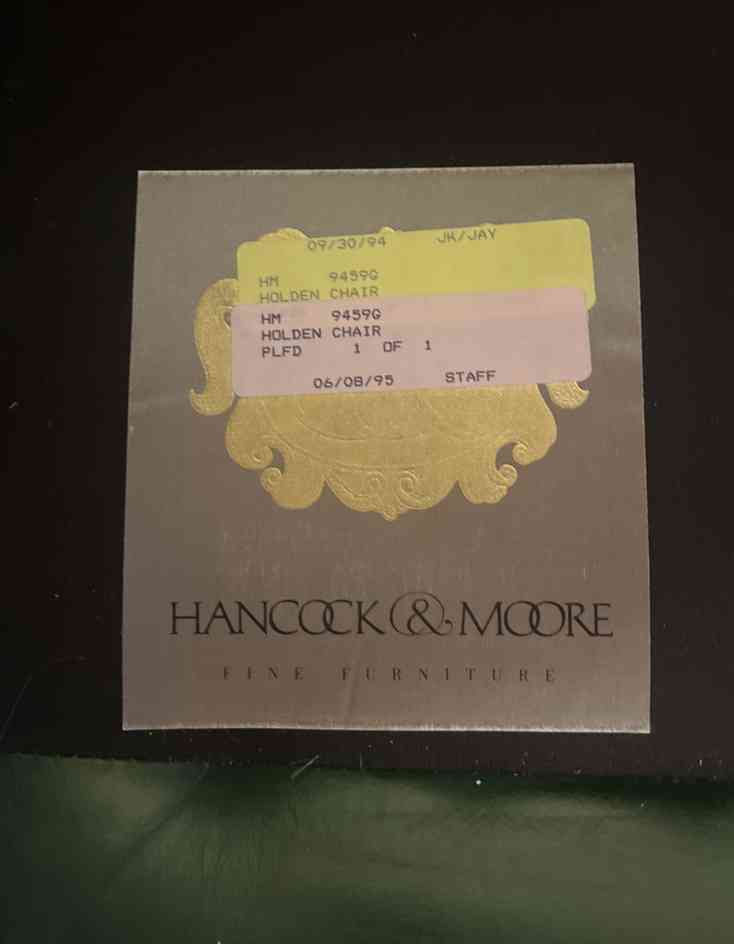 09/30/94 JK/JAY
HM 9459G
HOLDEN CHAIR
HM 9459G
HOLDEN CHAIR
PLFD 1 OF 1
06/08/95 STAFF
HANCOCK & MOORE
FINE FURNITURE